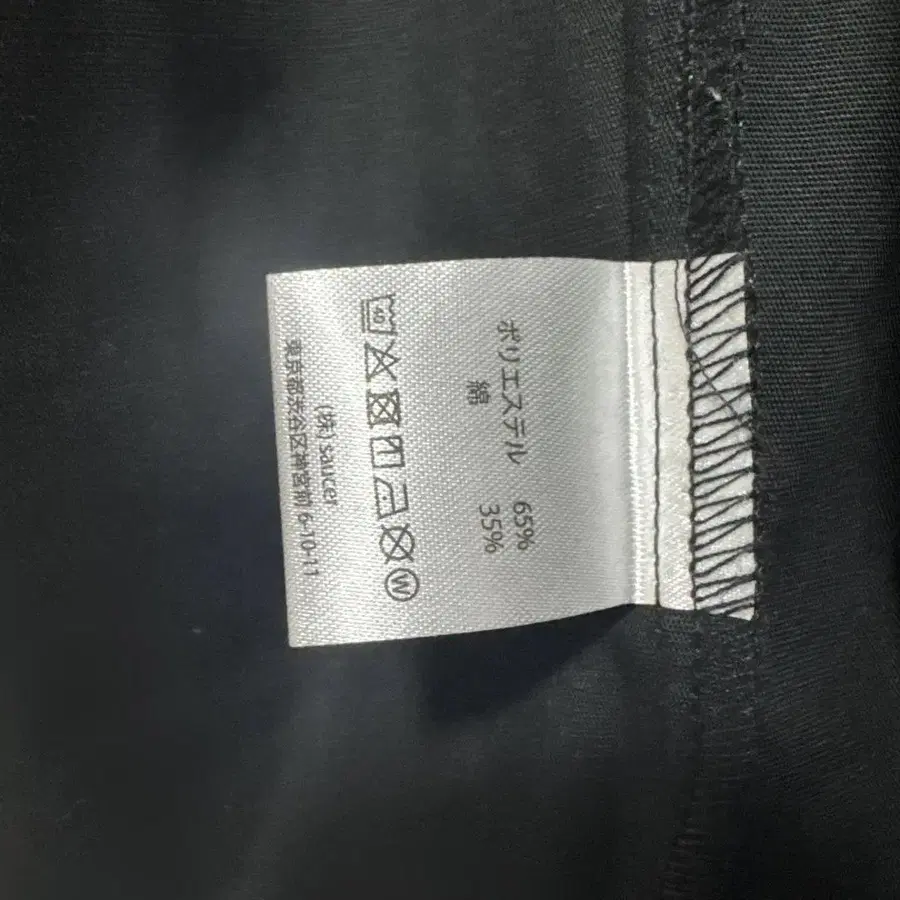 ポリエステル 65%
綿 35%
40
W
(株) saucer
東京都渋谷区神宮前 6-10-11